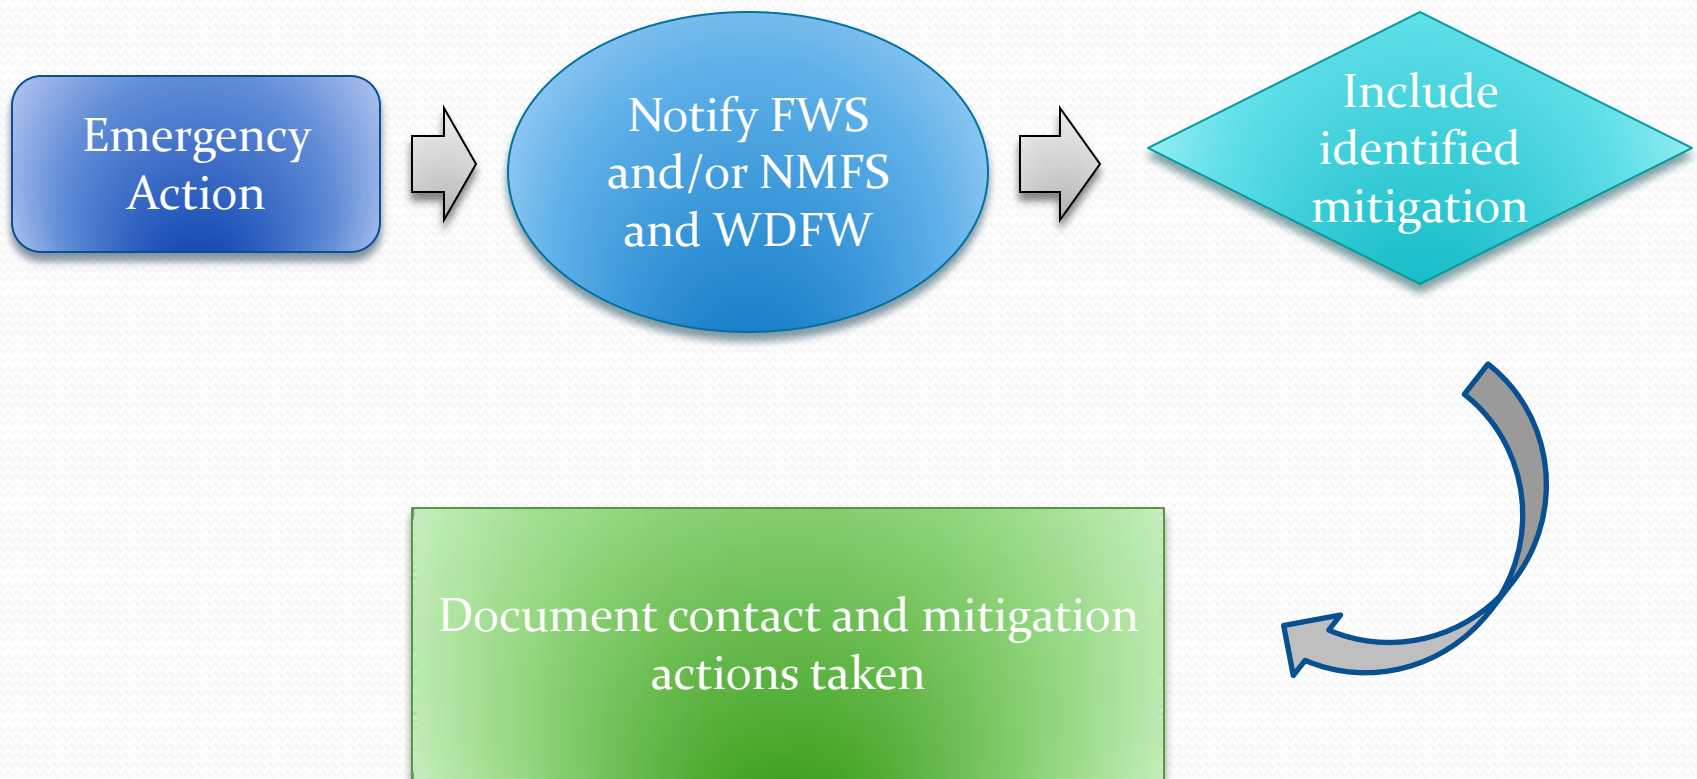 Emergency
Action
Notify FWS
and/or NMFS
and WDFW
Include
identified
mitigation
Document contact and mitigation
actions taken